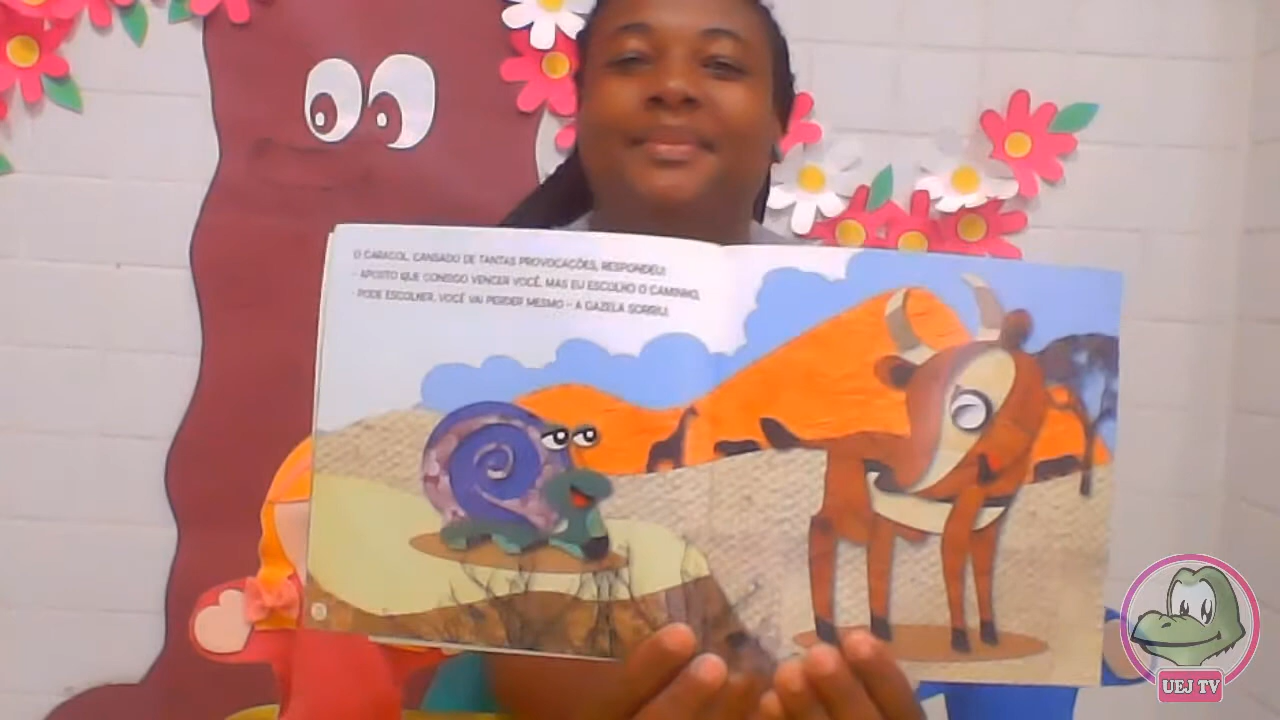 O CARACOL, CANSADO DE TANTAS PROVOCAÇÕES, RESPONDEU:
- APOSTO QUE CONSIGO VENCER VOCÊ. MAS EU ESCOLHO O CAMINHO.
- PODE ESCOLHER. VOCÊ VAI PERDER MESMO – A GAZELA SORRIU.
UEJ TV